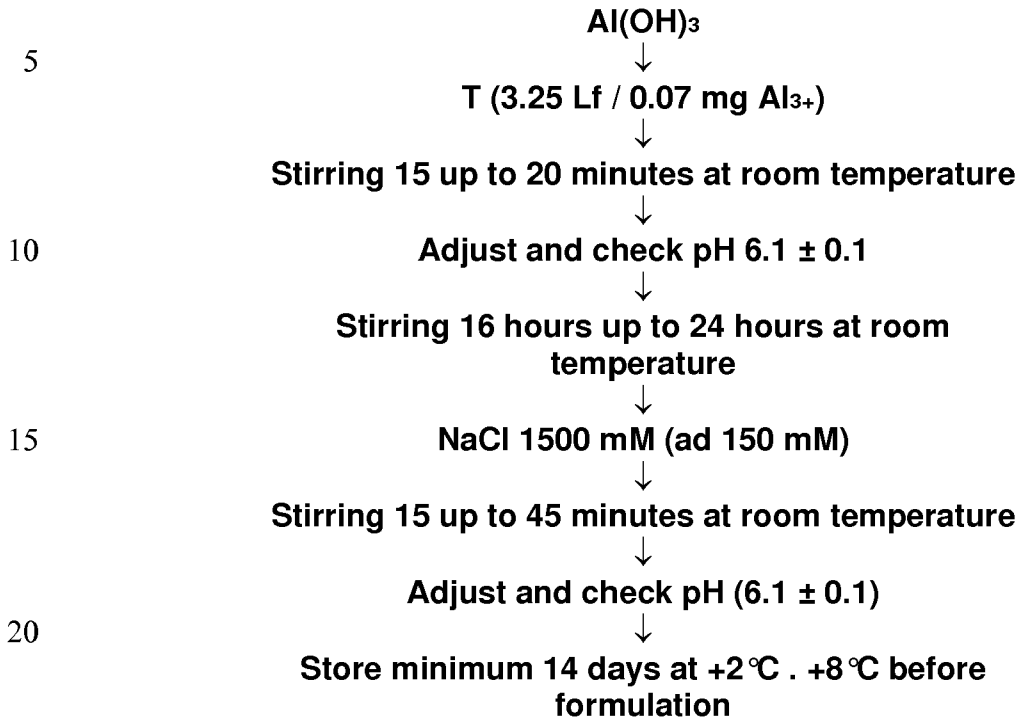 Al(OH)3
5
↓
T (3.25 Lf / 0.07 mg Al3+)
↓
Stirring 15 up to 20 minutes at room temperature
↓
10 Adjust and check pH 6.1 ± 0.1
↓
Stirring 16 hours up to 24 hours at room
temperature
↓
15 NaCl 1500 mM (ad 150 mM)
↓
Stirring 15 up to 45 minutes at room temperature
↓
Adjust and check pH (6.1 ± 0.1)
20
↓
Store minimum 14 days at +2°C . +8°C before
formulation